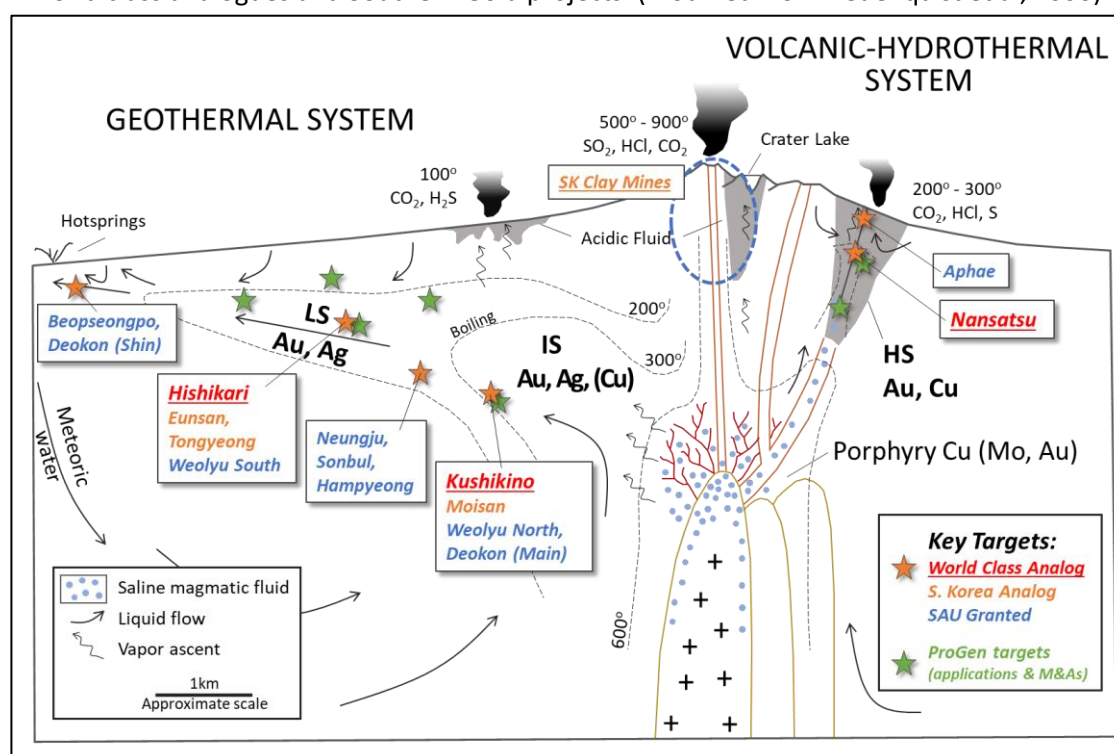 VOLCANIC-HYDROTHERMAL
SYSTEM
GEOTHERMAL SYSTEM
500° - 900°
SO₂, HCl, CO₂
Crater Lake
SK Clay Mines
100°
CO₂, H₂S
200° - 300°
CO₂, HCl, S
Hotsprings
Acidic Fluid
Aphae
Beopseongpo,
Deokon (Shin)
LS
Au, Ag
Boiling
200°
300°
IS
Au, Ag, (Cu)
Nansatsu
HS
Au, Cu
Hishikari
Eunsan,
Tongyeong
Weolyu South
Neungju,
Sonbul,
Hampyeong
Kushikino
Moisan
Weolyu North,
Deokon (Main)
Meteoric
water
Porphyry Cu (Mo, Au)
600°
Saline magmatic fluid
Liquid flow
Vapor ascent
1km
Approximate scale
Key Targets:
World Class Analog
S. Korea Analog
SAU Granted
ProGen targets
(applications & M&As)